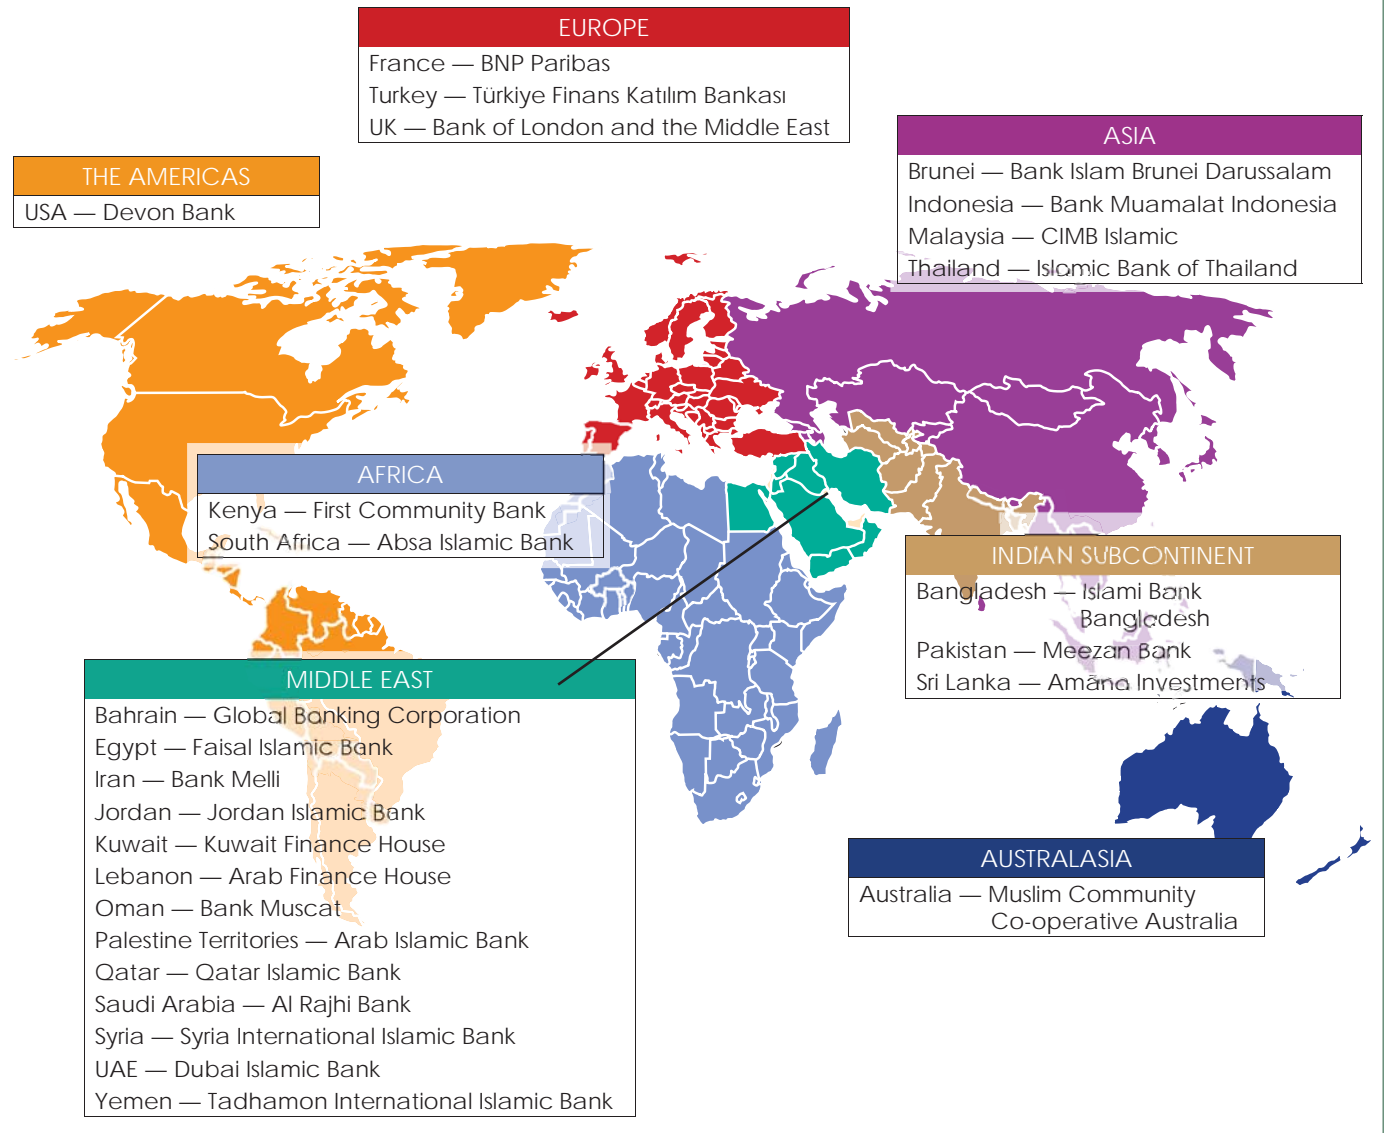 EUROPE
France — BNP Paribas
Turkey — Türkiye Finans Katılım Bankası
UK — Bank of London and the Middle East
ASIA
Brunei — Bank Islam Brunei Darussalam
Indonesia — Bank Muamalat Indonesia
Malaysia — CIMB Islamic
Thailand — Islamic Bank of Thailand
THE AMERICAS
USA — Devon Bank
AFRICA
Kenya — First Community Bank
South Africa — Absa Islamic Bank
INDIAN SUBCONTINENT
Bangladesh — Islami Bank
Bangladesh
Pakistan — Meezan Bank
Sri Lanka — Amana Investments
MIDDLE EAST
Bahrain — Global Banking Corporation
Egypt — Faisal Islamic Bank
Iran — Bank Melli
Jordan — Jordan Islamic Bank
Kuwait — Kuwait Finance House
Lebanon — Arab Finance House
Oman — Bank Muscat
Palestine Territories — Arab Islamic Bank
Qatar — Qatar Islamic Bank
Saudi Arabia — Al Rajhi Bank
Syria — Syria International Islamic Bank
UAE — Dubai Islamic Bank
Yemen — Tadhamon International Islamic Bank
AUSTRALASIA
Australia — Muslim Community
Co-operative Australia